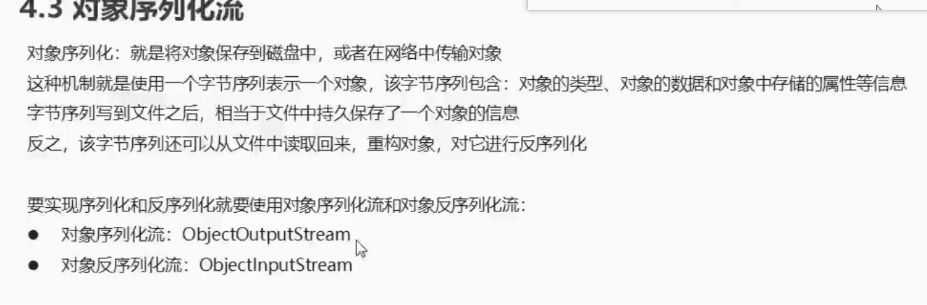 4.3 对象序列化流
对象序列化：就是将对象保存到磁盘中，或者在网络中传输对象
这种机制就是使用一个字节序列表示一个对象，该字节序列包含：对象的类型、对象的数据和对象中存储的属性等信息
字节序列写到文件之后，相当于文件中持久保存了一个对象的信息
反之，该字节序列还可以从文件中读取回来，重构对象，对它进行反序列化
要实现序列化和反序列化就要使用对象序列化流和对象反序列化流：
● 对象序列化流：ObjectOutputStream
● 对象反序列化流：ObjectInputStream